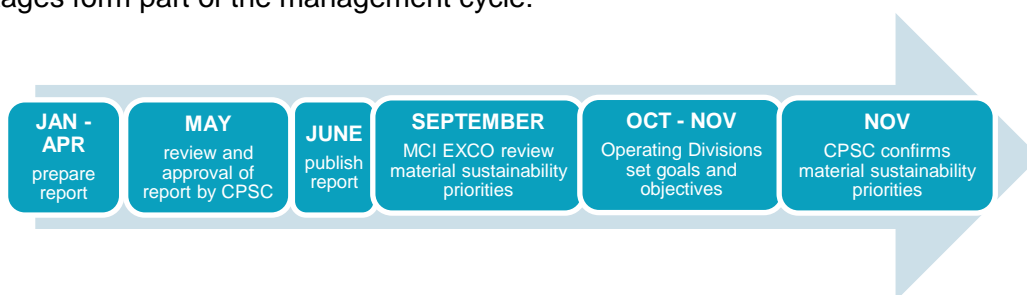 ages form part of the management cycle.
JAN -
APR
prepare
report
MAY
review and
approval of
report by CPSC
JUNE
publish
report
SEPTEMBER
MCI EXCO review
material sustainability
priorities
OCT - NOV
Operating Divisions
set goals and
objectives
NOV
CPSC confirms
material sustainability
priorities